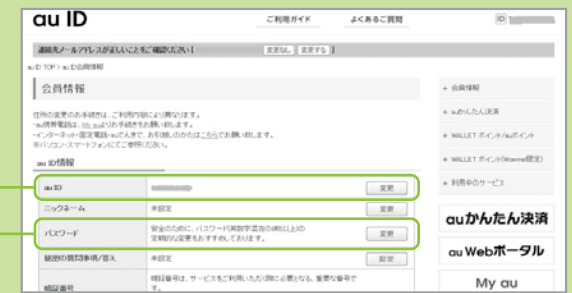 au ID
ご利用ガイド
よくあるご質問
ID
連絡先メールアドレスが正しいことをご確認ください [
変更なし
変更する ]
au ID TOP > au ID会員情報
会員情報
住所の変更のお手続きは、ご利用内容により異なります。
・au携帯電話は、My auよりお手続きをお願い致します。
・インターネット・固定電話・auでんきで、お引越しのかたはこちらでお願い致します。
※パソコン・スマートフォンにてご参照ください。
au ID情報
au ID
変更
ニックネーム
未設定
変更
パスワード
安全のために、パスワード(英数字混在の8桁以上)の
定期的な変更をおすすめしております。
変更
秘密の質問事項/答え
未設定
設定
暗証番号
暗証番号は、サービスをご利用いただく際に必要となる、重要な番号で
す。
+ 会員情報
+ auかんたん決済
+ WALLET ポイント/auポイント
+ WALLET ポイント(Wowma!限定)
+ 利用中のサービス
auかんたん決済
au Webポータル
My au